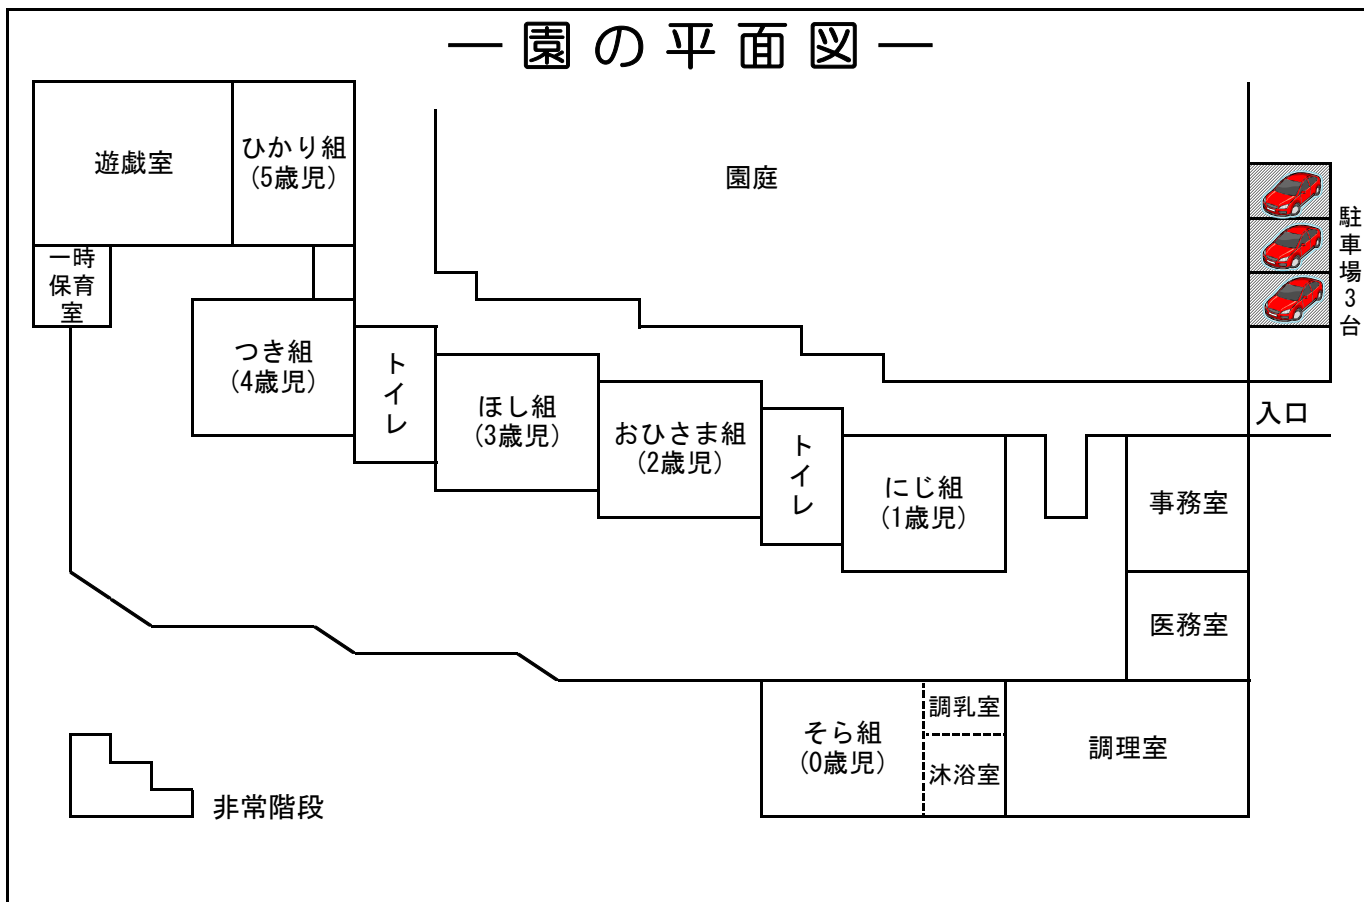 ―園の平面図―
遊戯室
ひかり組
(5歳児)
園庭
駐車場3台
一時
保育
室
つき組
(4歳児)
トイレ
ほし組
(3歳児)
おひさま組
(2歳児)
トイレ
にじ組
(1歳児)
入口
事務室
医務室
そら組
(0歳児)
調乳室
沐浴室
調理室
非常階段